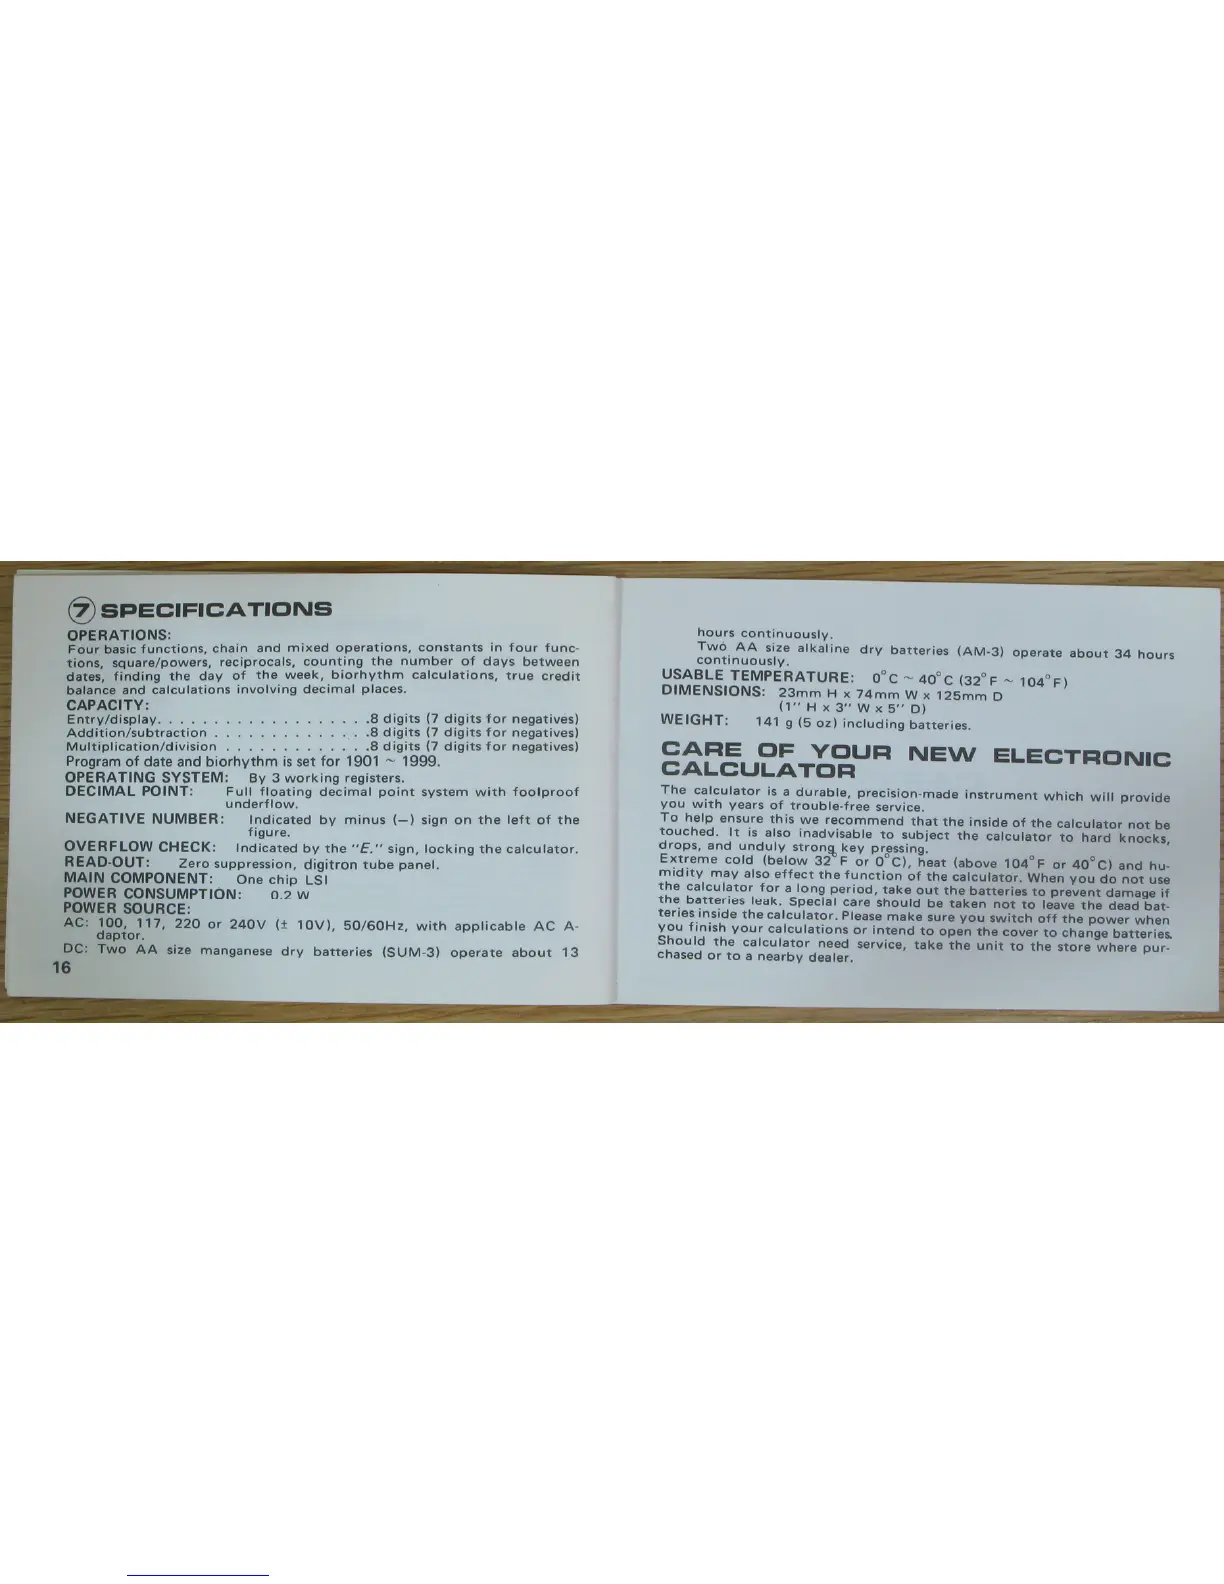 ⑦ SPECIFICATIONS
OPERATIONS:
Four basic functions, chain and mixed operations, constants in four func-
tions, square/powers, reciprocals, counting the number of days between
dates, finding the day of the week, biorhythm calculations, true credit
balance and calculations involving decimal places.
CAPACITY:
Entry/display. . . . . . . . . . . . . . . . . . .8 digits (7 digits for negatives)
Addition/subtraction . . . . . . . . . . . . . .8 digits (7 digits for negatives)
Multiplication/division . . . . . . . . . . . . .8 digits (7 digits for negatives)
Program of date and biorhythm is set for 1901 ~ 1999.
OPERATING SYSTEM: By 3 working registers.
DECIMAL POINT: Full floating decimal point system with foolproof
underflow.
NEGATIVE NUMBER: Indicated by minus (—) sign on the left of the
figure.
OVERFLOW CHECK: Indicated by the "E." sign, locking the calculator.
READ-OUT: Zero suppression, digitron tube panel.
MAIN COMPONENT: One chip LSI
POWER CONSUMPTION: 0.2 W
POWER SOURCE:
AC: 100, 117, 220 or 240V (± 10V), 50/60Hz, with applicable AC A-
daptor.
DC: Two AA size manganese dry batteries (SUM-3) operate about 13
16
hours continuously.
Two AA size alkaline dry batteries (AM-3) operate about 34 hours
continuously.
USABLE TEMPERATURE: 0°C ~ 40°C (32°F ~ 104°F)
DIMENSIONS: 23mm H x 74mm W x 125mm D
(1'' H x 3'' W x 5'' D)
WEIGHT: 141 g (5 oz) including batteries.
CARE OF YOUR NEW ELECTRONIC
CALCULATOR
The calculator is a durable, precision-made instrument which will provide
you with years of trouble-free service.
To help ensure this we recommend that the inside of the calculator not be
touched. It is also inadvisable to subject the calculator to hard knocks,
drops, and unduly strong key pressing.
Extreme cold (below 32°F or 0°C), heat (above 104°F or 40°C) and hu-
midity may also effect the function of the calculator. When you do not use
the calculator for a long period, take out the batteries to prevent damage if
the batteries leak. Special care should be taken not to leave the dead bat-
teries inside the calculator. Please make sure you switch off the power when
you finish your calculations or intend to open the cover to change batteries.
Should the calculator need service, take the unit to the store where pur-
chased or to a nearby dealer.